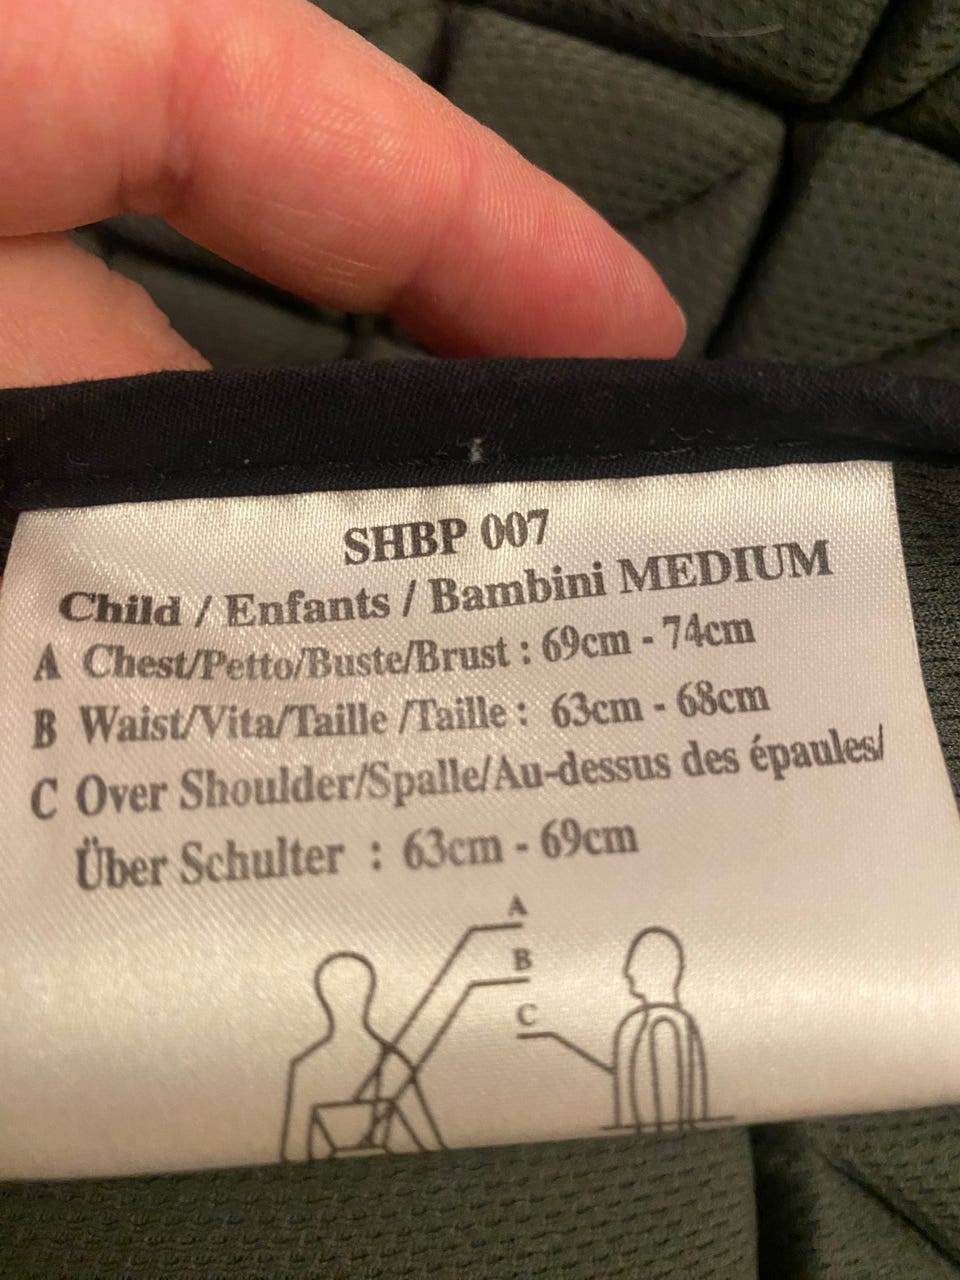 SHBP 007
Child / Enfants / Bambini MEDIUM
A Chest/Petto/Buste/Brust : 69cm - 74cm
B Waist/Vita/Taille /Taille : 63cm - 68cm
C Over Shoulder/Spalle/Au-dessus des épaules/
Über Schulter : 63cm - 69cm
A
B
C